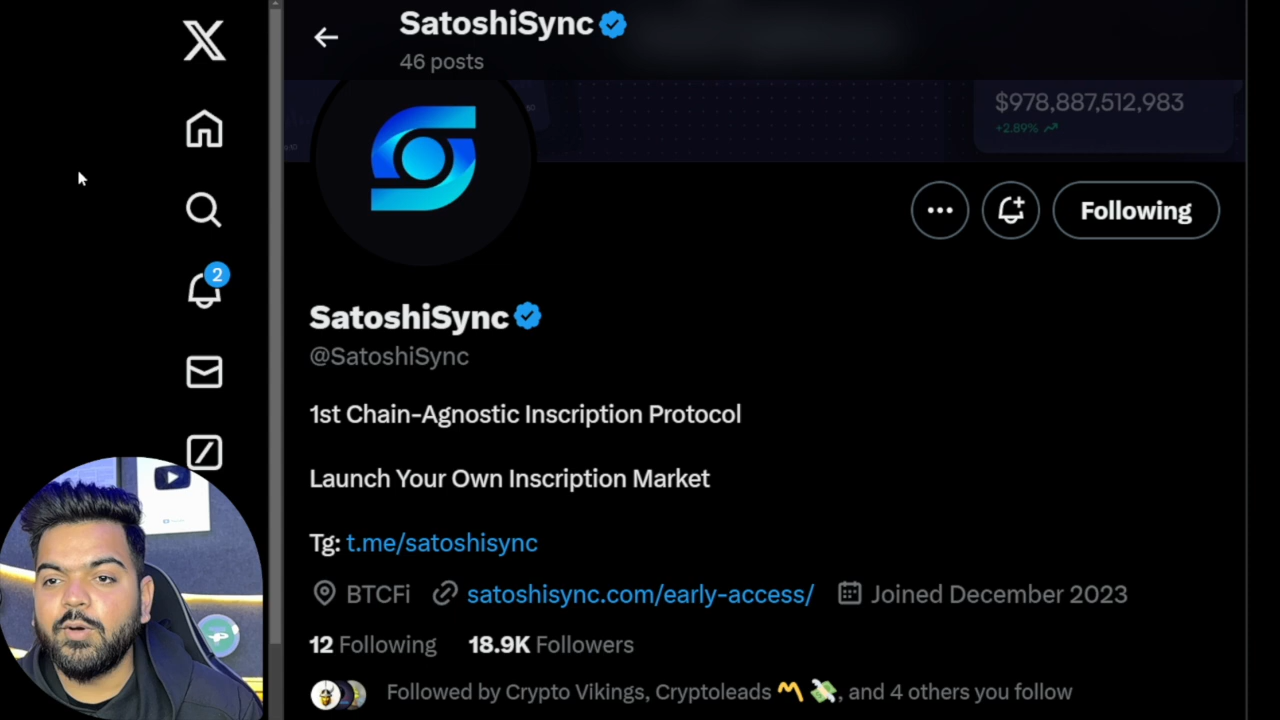 SatoshiSync
46 posts
$978,887,512,983
+2.89%
Following
2
SatoshiSync
@SatoshiSync
1st Chain-Agnostic Inscription Protocol
Launch Your Own Inscription Market
Tg: t.me/satoshisync
BTCFi satoshisync.com/early-access/ Joined December 2023
12 Following 18.9K Followers
Followed by Crypto Vikings, Cryptoleads 〽️ 💸, and 4 others you follow